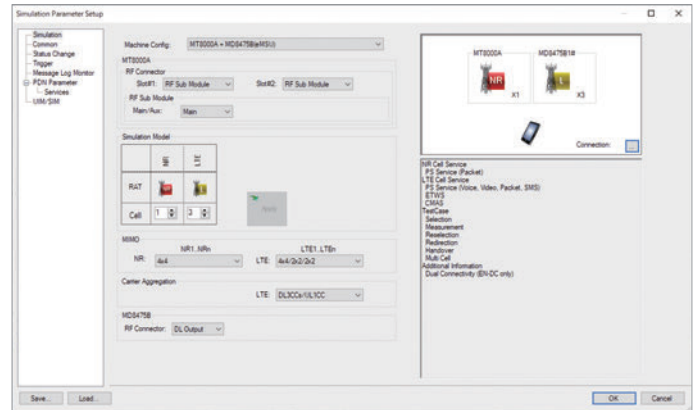 Simulation Parameter Setup
Simulation
Common
Status Change
Trigger
Message Log Monitor
PDN Parameter
Services
UIM/SIM
Machine Config: MT8000A + MD8475B(eMSU)
MT8000A
RF Connector
Slot#1: RF Sub Module Slot#2: RF Sub Module
RF Sub Module
Main/Aux: Main
Simulation Model
NR LTE
RAT NR L
Cell 1 3
Apply
MIMO
NR1..NRn LTE1..LTEn
NR: 4x4 LTE: 4x4/2x2/2x2
Carrier Aggregation
LTE: DL3CCs/UL1CC
MD8475B
RF Connector: DL Output
MT8000A MD8475B1#
NR X1 L X3
Connection: ...
NR Cell Service
PS Service (Packet)
LTE Cell Service
PS Service (Voice, Video, Packet, SMS)
ETWS
CMAS
TestCase
Selection
Measurement
Reselection
Redirection
Handover
Multi Cell
Additional Information
Dual Connectivity (EN-DC only)
Save... Load... OK Cancel